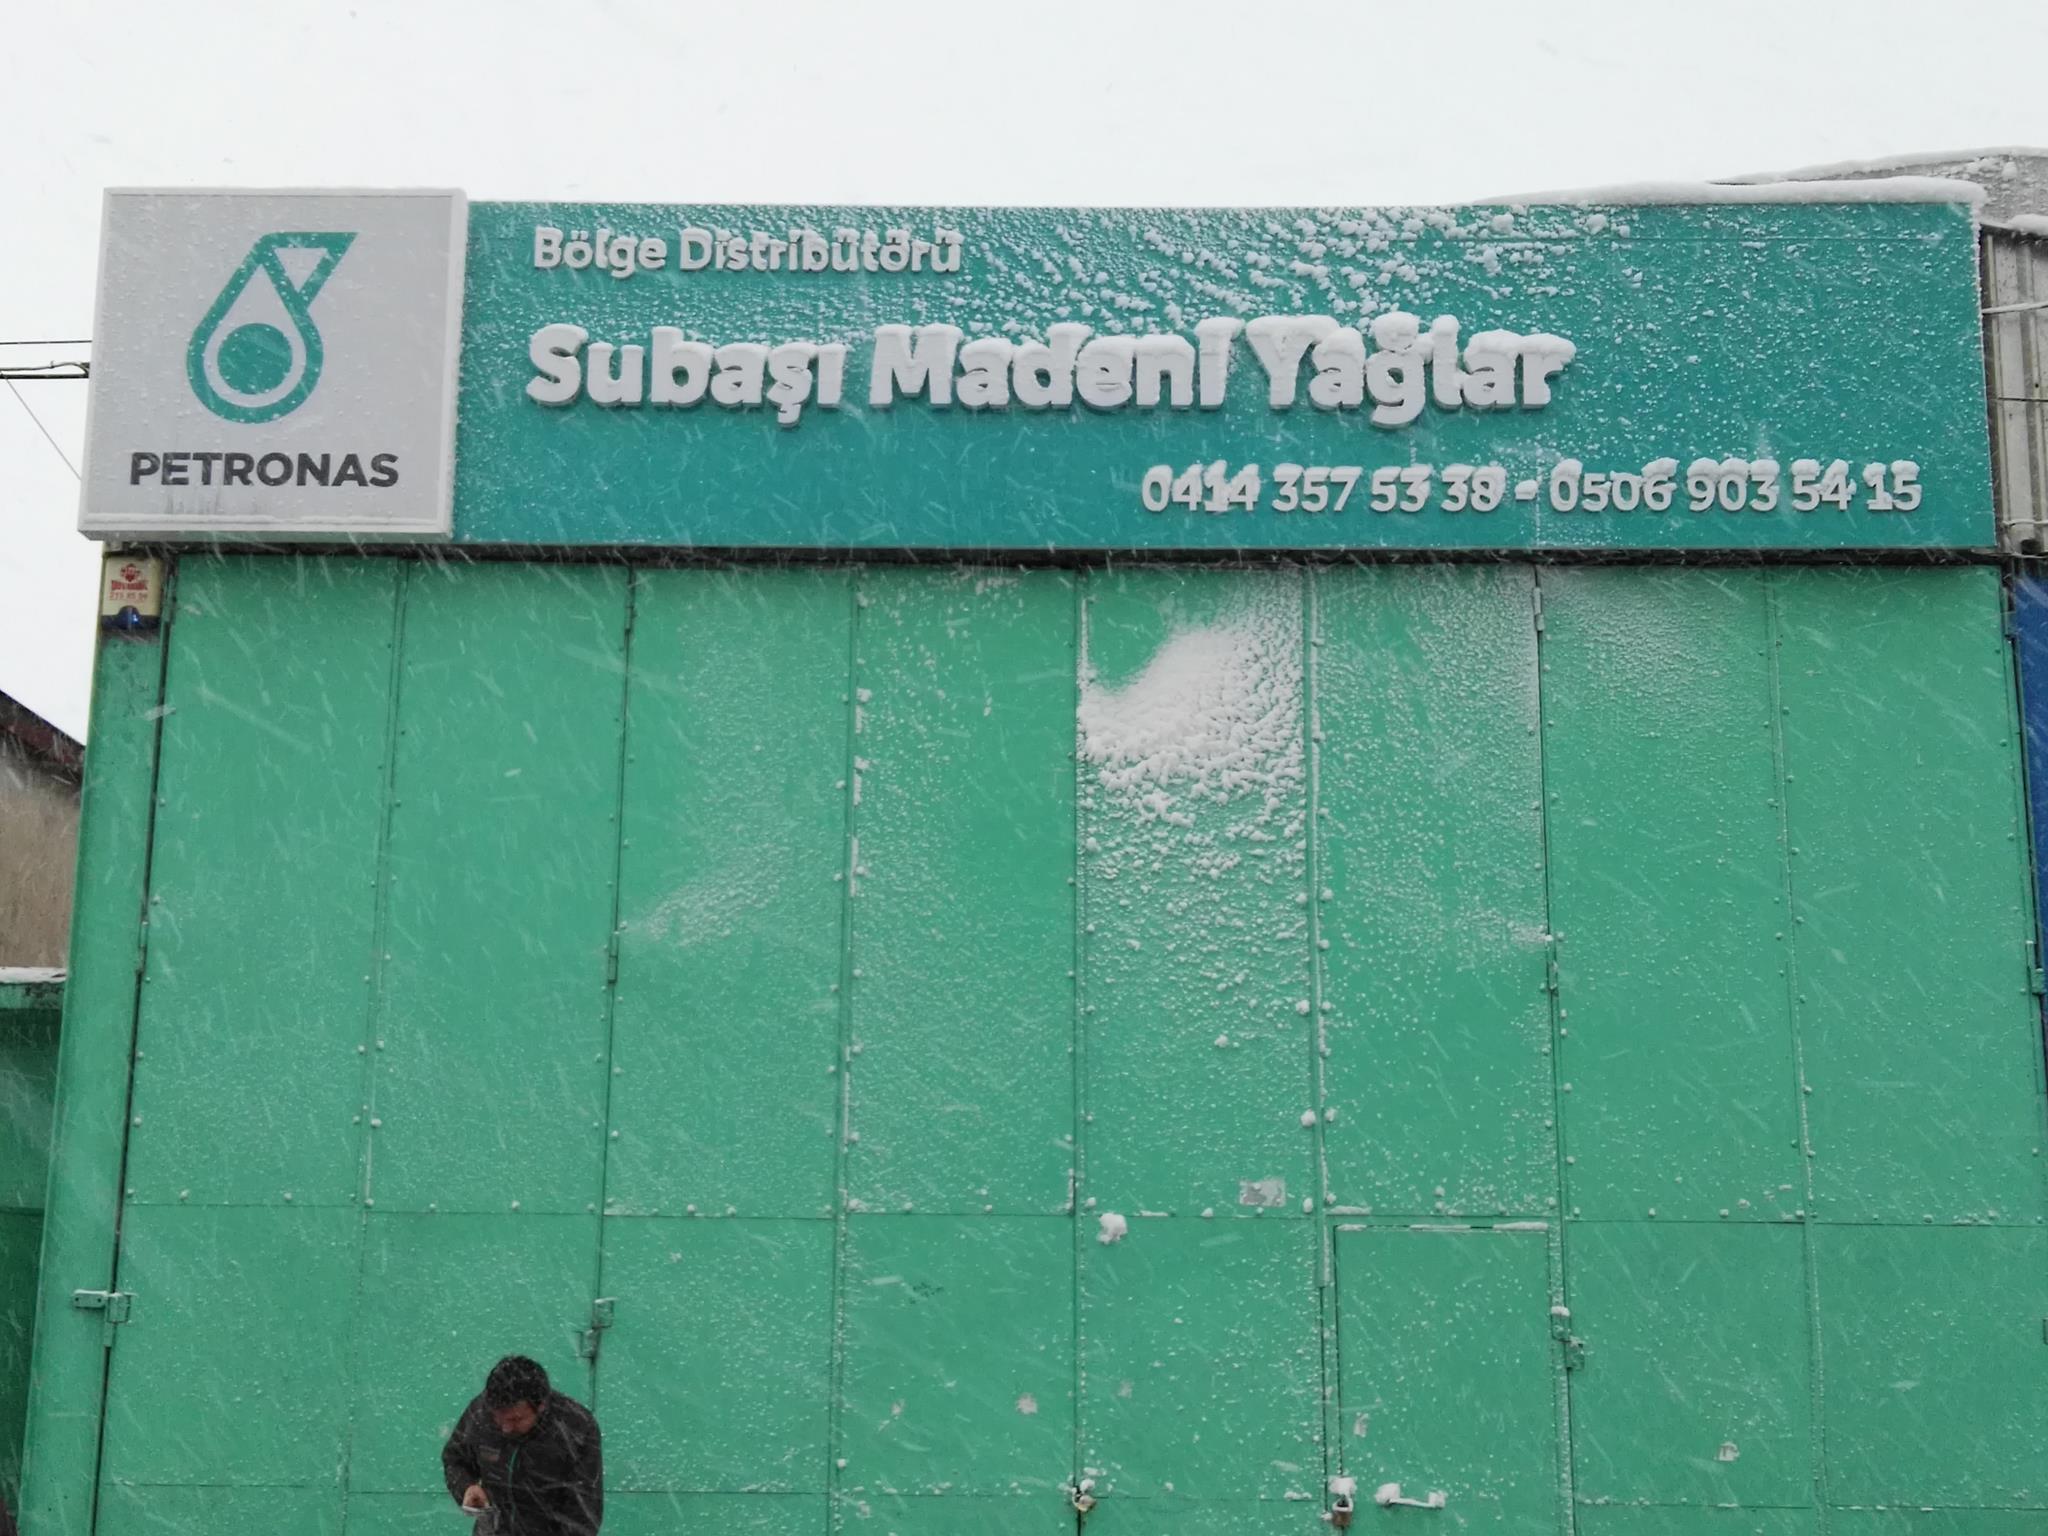 PETRONAS
Bölge Distribütörü
Subaşı Madeni Yağlar
0414 357 53 38 - 0506 903 54 15